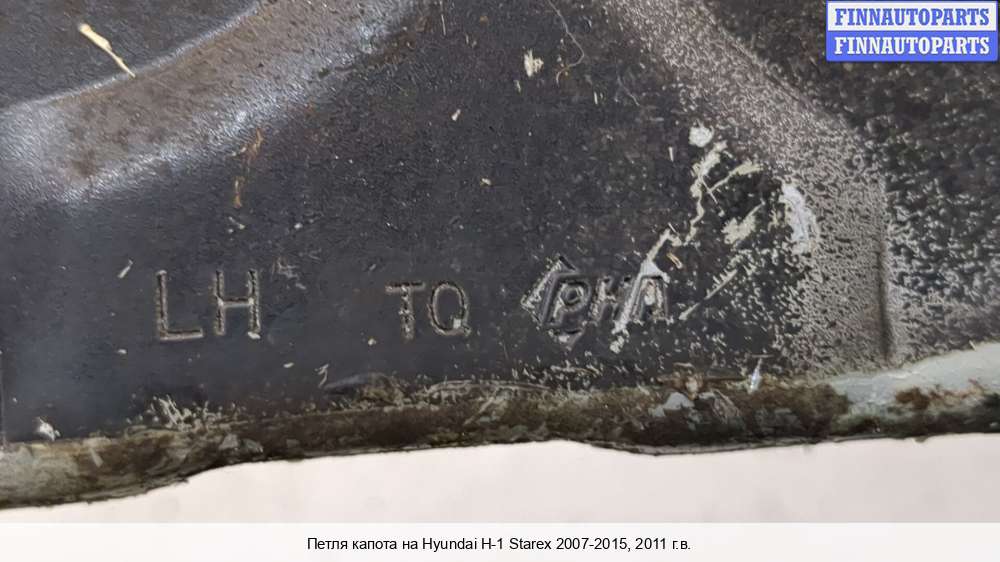 FINNAUTOPARTS
FINNAUTOPARTS
LH TQ PHA
Петля капота на Hyundai H-1 Starex 2007-2015, 2011 г.в.